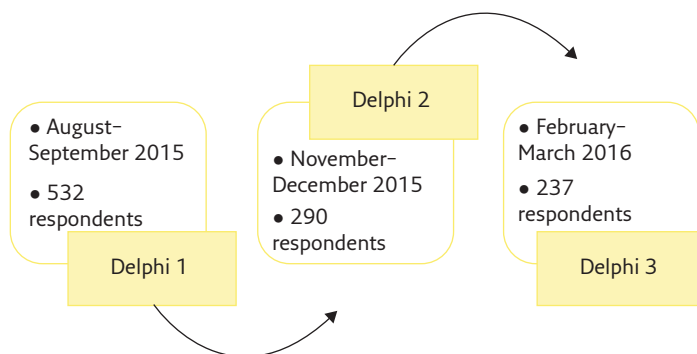 ● August–
September 2015
● 532
respondents
Delphi 1
Delphi 2
● November–
December 2015
● 290
respondents
● February–
March 2016
● 237
respondents
Delphi 3